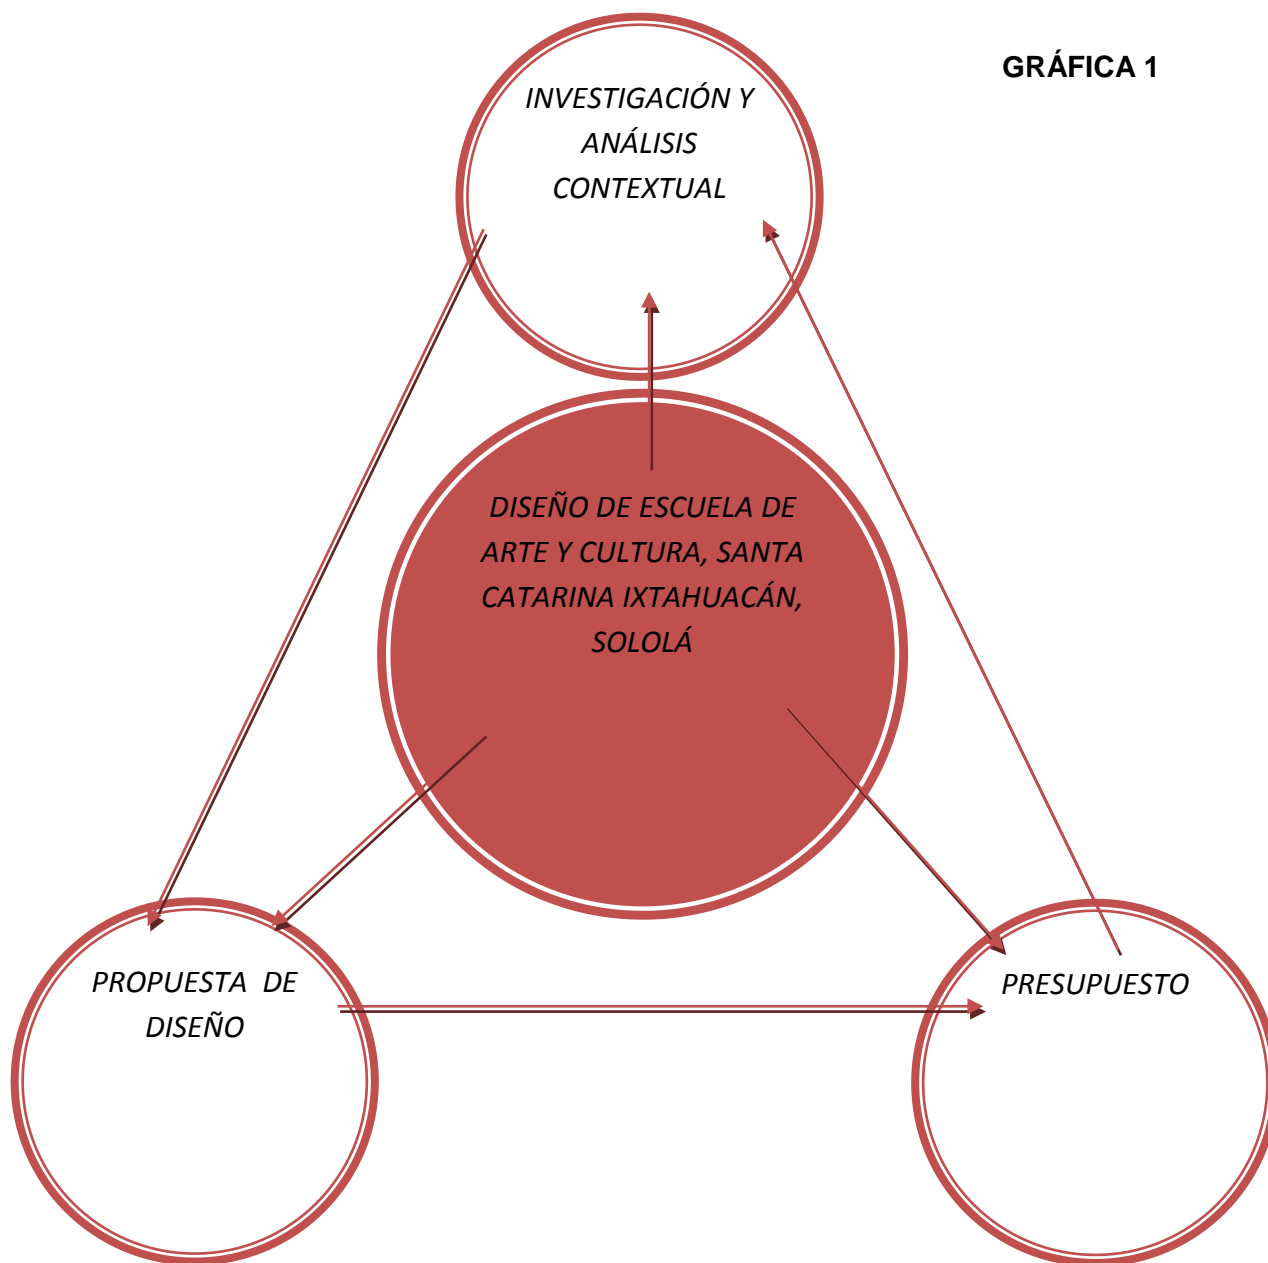 GRÁFICA 1
INVESTIGACIÓN Y
ANÁLISIS
CONTEXTUAL
DISEÑO DE ESCUELA DE
ARTE Y CULTURA, SANTA
CATARINA IXTAHUACÁN,
SOLOLÁ
PROPUESTA  DE
DISEÑO
PRESUPUESTO